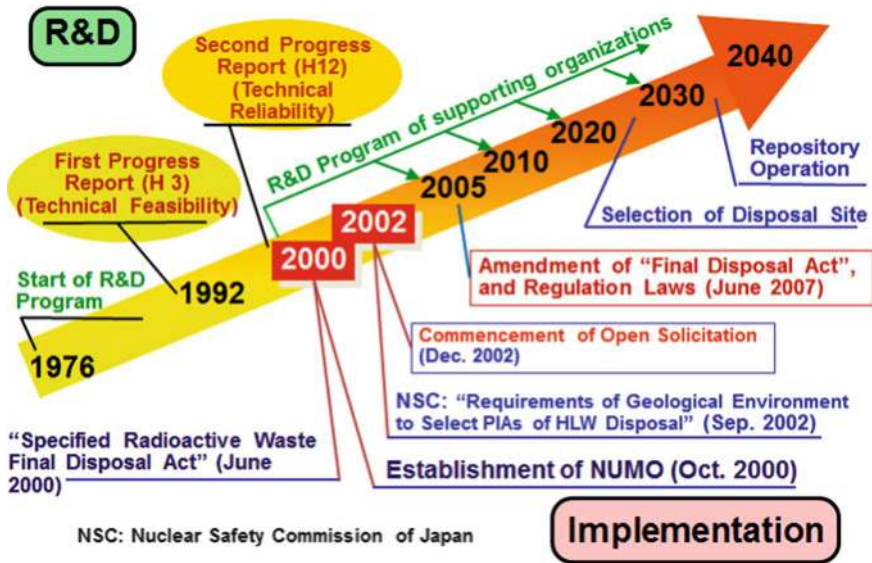 R&D
Second Progress
Report (H12)
(Technical
Reliability)
First Progress
Report (H 3)
(Technical Feasibility)
Start of R&D
Program
R&D Program of supporting organizations
1976
1992
2000
2002
2005
2010
2020
2030
2040
Repository
Operation
Selection of Disposal Site
Amendment of “Final Disposal Act”,
and Regulation Laws (June 2007)
Commencement of Open Solicitation
(Dec. 2002)
NSC: “Requirements of Geological Environment
to Select PIAs of HLW Disposal” (Sep. 2002)
“Specified Radioactive Waste
Final Disposal Act” (June
2000)
Establishment of NUMO (Oct. 2000)
NSC: Nuclear Safety Commission of Japan
Implementation